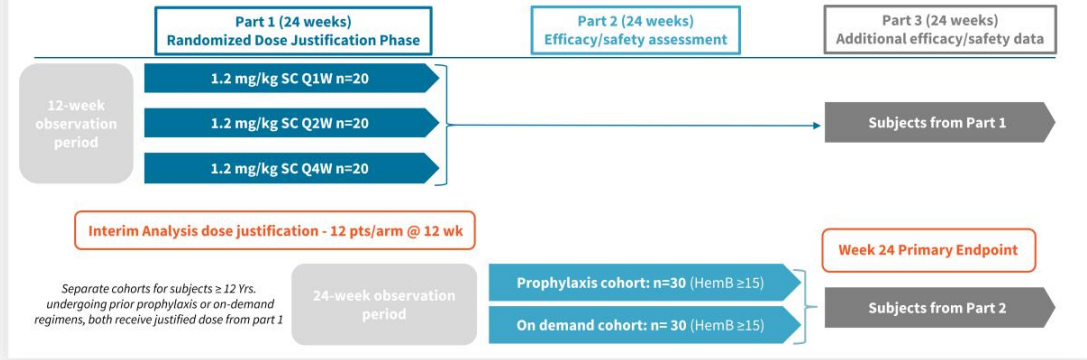 Part 1 (24 weeks)
Randomized Dose Justification Phase
Part 2 (24 weeks)
Efficacy/safety assessment
Part 3 (24 weeks)
Additional efficacy/safety data
12-week
observation
period
1.2 mg/kg SC Q1W n=20
1.2 mg/kg SC Q2W n=20
1.2 mg/kg SC Q4W n=20
Subjects from Part 1
Interim Analysis dose justification - 12 pts/arm @ 12 wk
Week 24 Primary Endpoint
Separate cohorts for subjects ≥ 12 Yrs.
undergoing prior prophylaxis or on-demand
regimens, both receive justified dose from part 1
24-week observation
period
Prophylaxis cohort: n=30 (HemB ≥15)
On demand cohort: n= 30 (HemB ≥15)
Subjects from Part 2